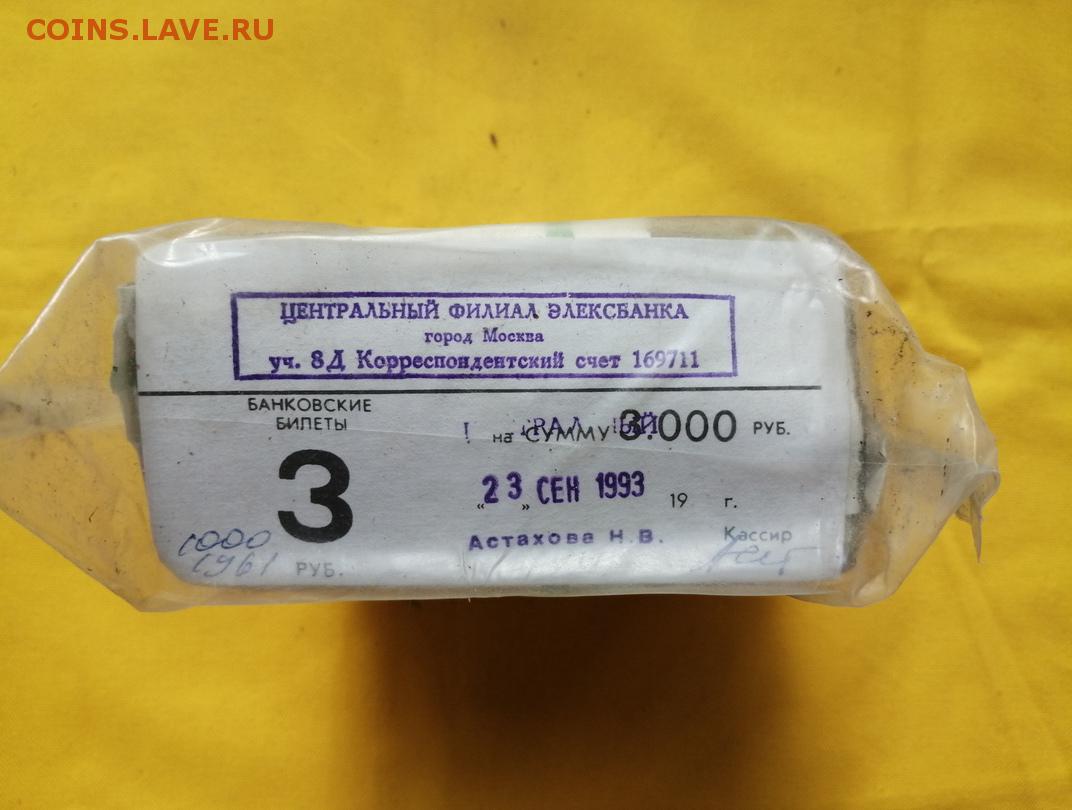 COINS.LAVE.RU
ЦЕНТРАЛЬНЫЙ ФИЛИАЛ ЭЛЕКСБАНКА
город Москва
уч. 8Д Корреспондентский счет 169711
БАНКОВСКИЕ
БИЛЕТЫ
на СУММУ 3.000 РУБ.
3
РУБ.
„23„ СЕН 1993 19 г.
Астахова Н.В. Кассир
1000
1961